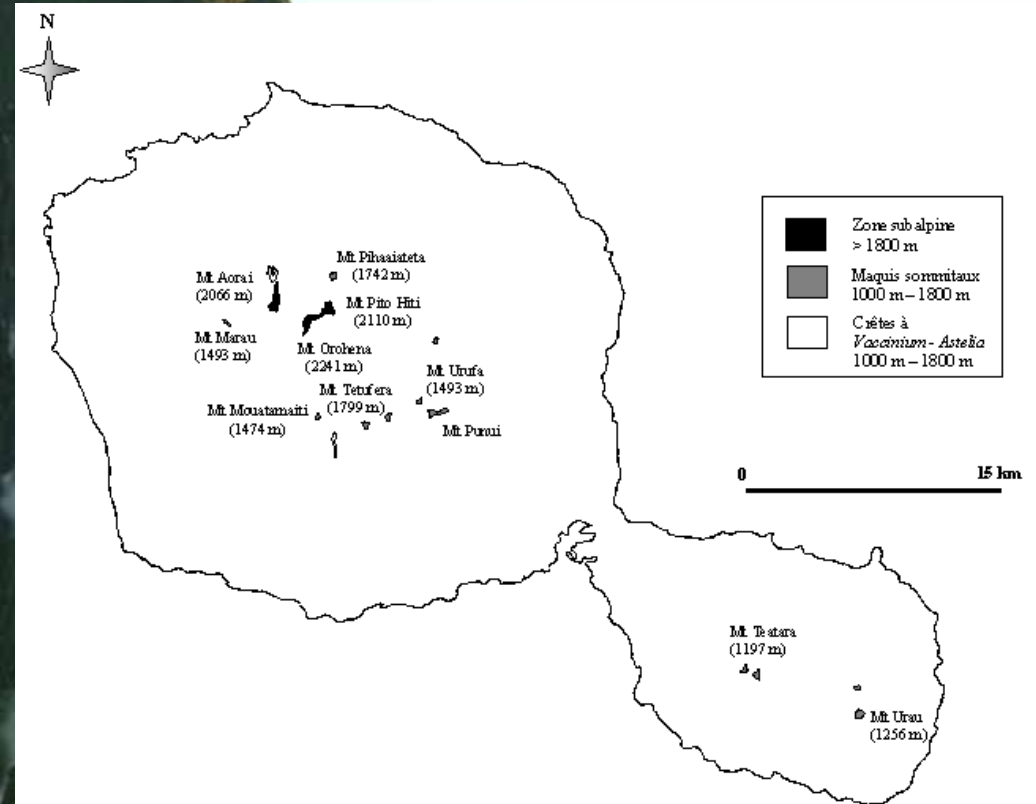 N
Mt Pihaaiateta
(1742 m)
Mt Aorai
(2066 m)
Mt Pito Hiti
(2110 m)
Mt Marau
(1493 m)
Mt Orohena
(2241 m)
Mt Urufa
(1493 m)
Mt Tetufera
(1799 m)
Mt Mouatamaiti
(1474 m)
Mt Punui
Zone subalpine
> 1800 m
Maquis sommitaux
1000 m – 1800 m
Crêtes à
Vaccinium - Astelia
1000 m – 1800 m
0 15 km
Mt Teatara
(1197 m)
Mt Urau
(1256 m)